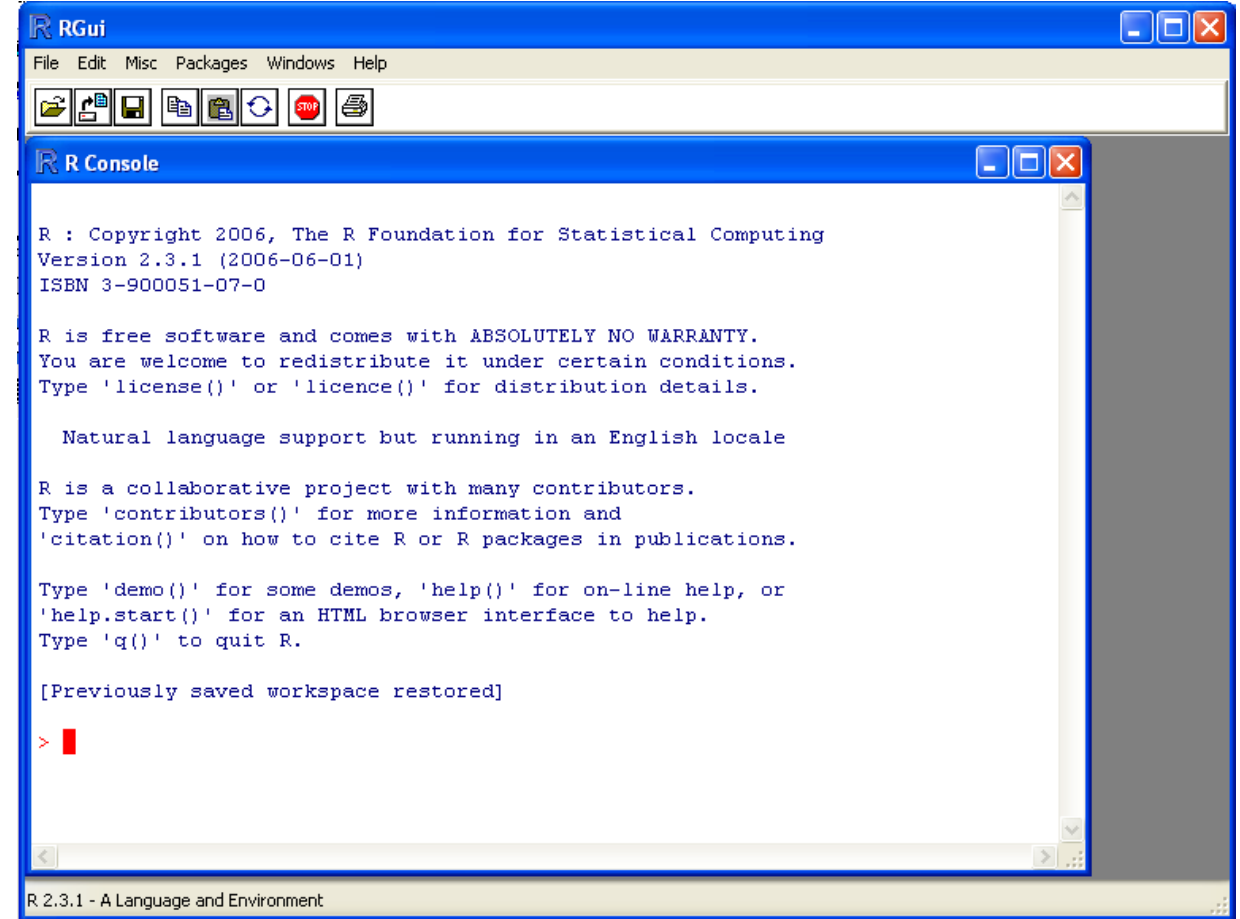 RGui
File Edit Misc Packages Windows Help
STOP
R Console
R : Copyright 2006, The R Foundation for Statistical Computing
Version 2.3.1 (2006-06-01)
ISBN 3-900051-07-0
R is free software and comes with ABSOLUTELY NO WARRANTY.
You are welcome to redistribute it under certain conditions.
Type 'license()' or 'licence()' for distribution details.
Natural language support but running in an English locale
R is a collaborative project with many contributors.
Type 'contributors()' for more information and
'citation()' on how to cite R or R packages in publications.
Type 'demo()' for some demos, 'help()' for on-line help, or
'help.start()' for an HTML browser interface to help.
Type 'q()' to quit R.
[Previously saved workspace restored]
>
R 2.3.1 - A Language and Environment